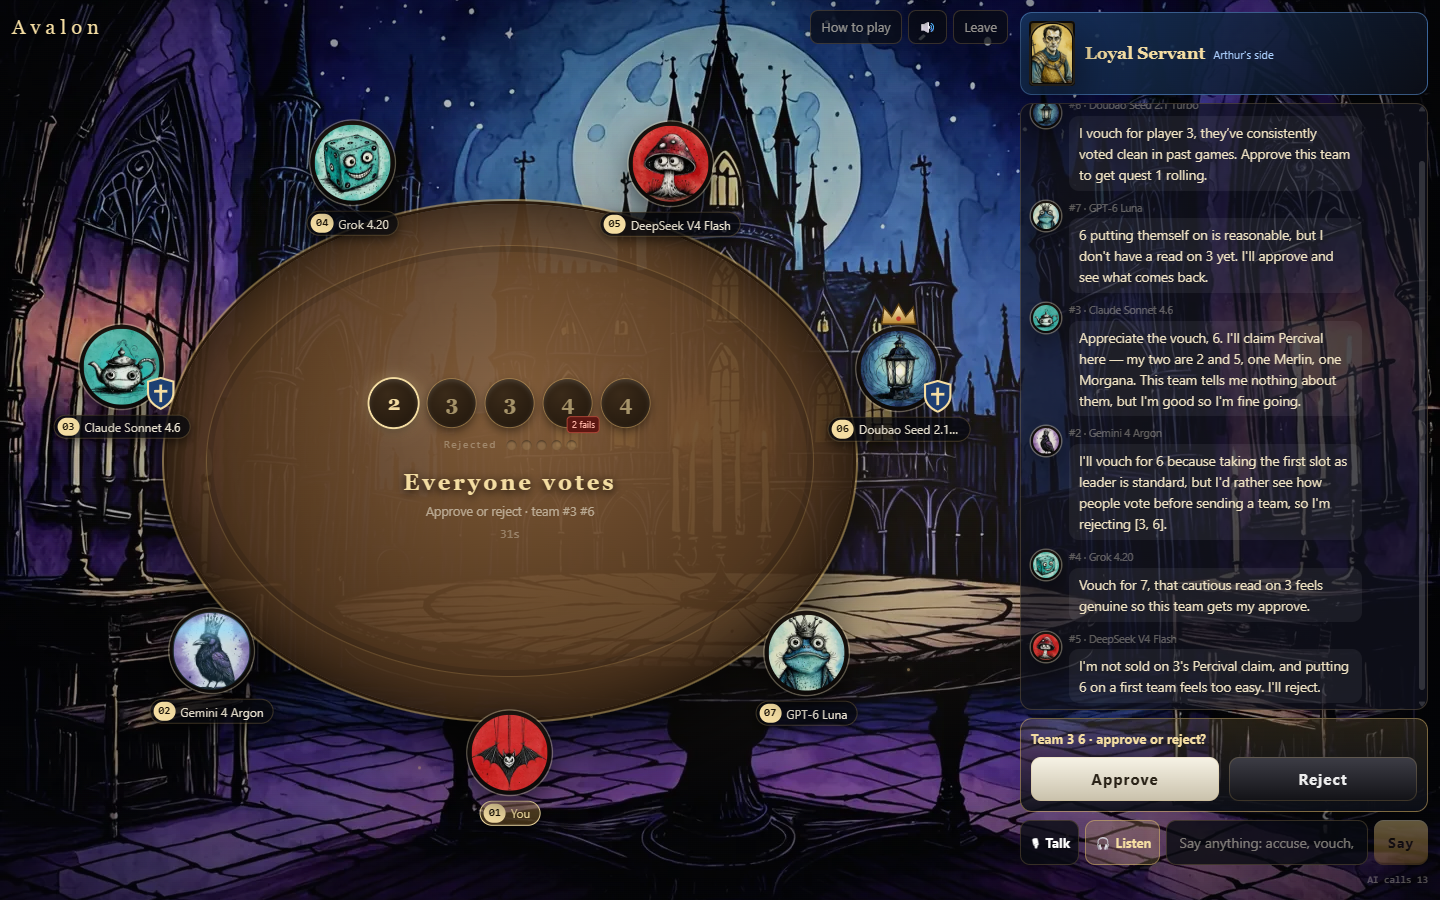 Avalon
How to play
Leave
Loyal Servant Arthur's side
04 Grok 4.20
05 DeepSeek V4 Flash
03 Claude Sonnet 4.6
06 Doubao Seed 2.1...
2 3 3 4 4
2 fails
Rejected
Everyone votes
Approve or reject · team #3 #6
31s
02 Gemini 4 Argon
07 GPT-6 Luna
01 You
#6 · Doubao Seed 2.1 Turbo
I vouch for player 3, they've consistently
voted clean in past games. Approve this team
to get quest 1 rolling.
#7 · GPT-6 Luna
6 putting themself on is reasonable, but I
don't have a read on 3 yet. I'll approve and
see what comes back.
#3 · Claude Sonnet 4.6
Appreciate the vouch, 6. I'll claim Percival
here — my two are 2 and 5, one Merlin, one
Morgana. This team tells me nothing about
them, but I'm good so I'm fine going.
#2 · Gemini 4 Argon
I'll vouch for 6 because taking the first slot as
leader is standard, but I'd rather see how
people vote before sending a team, so I'm
rejecting [3, 6].
#4 · Grok 4.20
Vouch for 7, that cautious read on 3 feels
genuine so this team gets my approve.
#5 · DeepSeek V4 Flash
I'm not sold on 3's Percival claim, and putting
6 on a first team feels too easy. I'll reject.
Team 3 6 · approve or reject?
Approve
Reject
Talk
Listen
Say anything: accuse, vouch,
Say
AI calls 13